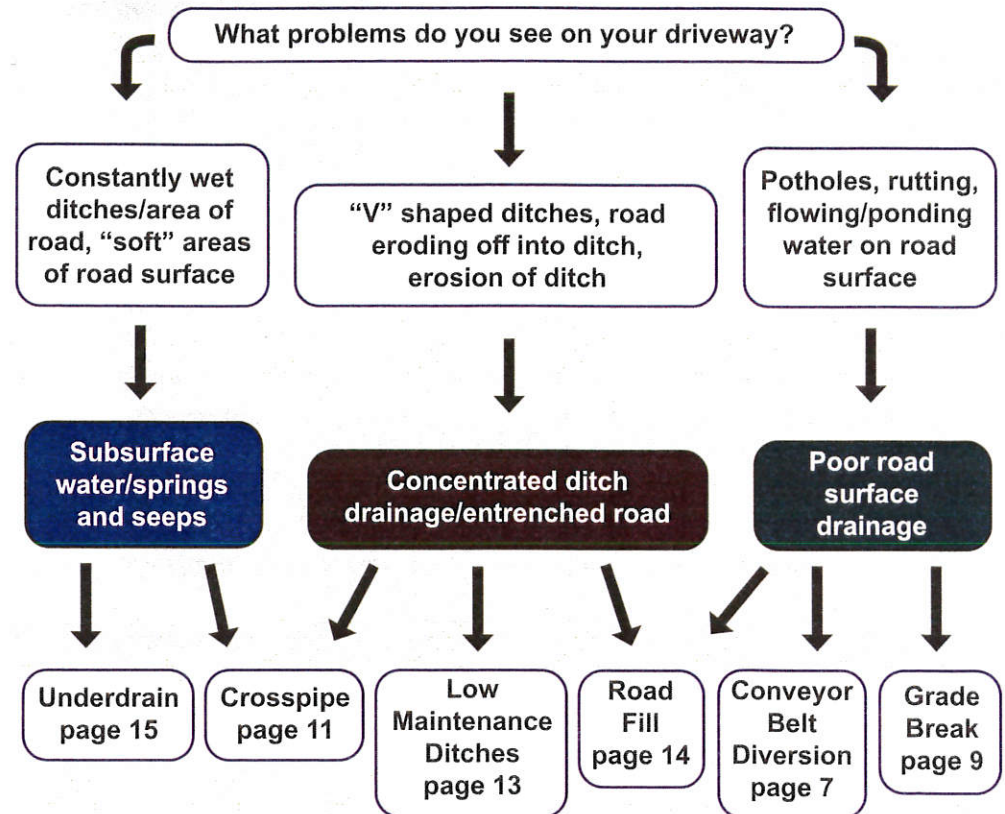 What problems do you see on your driveway?
Constantly wet
ditches/area of
road, “soft” areas
of road surface
“V” shaped ditches, road
eroding off into ditch,
erosion of ditch
Potholes, rutting,
flowing/ponding
water on road
surface
Subsurface
water/springs
and seeps
Concentrated ditch
drainage/entrenched road
Poor road
surface
drainage
Underdrain
page 15
Crosspipe
page 11
Low
Maintenance
Ditches
page 13
Road
Fill
page 14
Conveyor
Belt
Diversion
page 7
Grade
Break
page 9